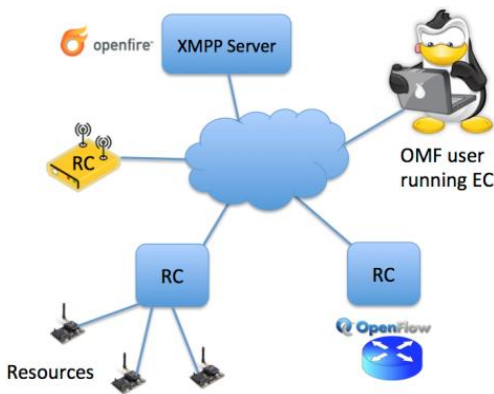 openfire
XMPP Server
RC
OMF user
running EC
RC
RC
OpenFlow
Resources